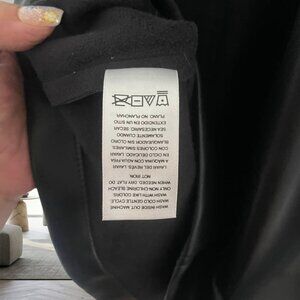 WASH INSIDE OUT MACHINE
WASH COLD GENTLE CYCLE.
WASH WITH LIKE COLORS.
ONLY NON CHLORINE BLEACH
WHEN NEEDED. DRY FLAT. DO
NOT IRON.
LAVAR DEL REVES. LAVAR
A MAQUINA CON AGUA FRIA
EN CICLO DELICADO. LAVAR
CON COLORES SIMILARES.
BLANQUEADOR SIN CLORO
SOLAMENTE CUANDO
SEA NECESARIO. SECAR
EXTENDIDO EN UN SITIO
PLANO. NO PLANCHAR.